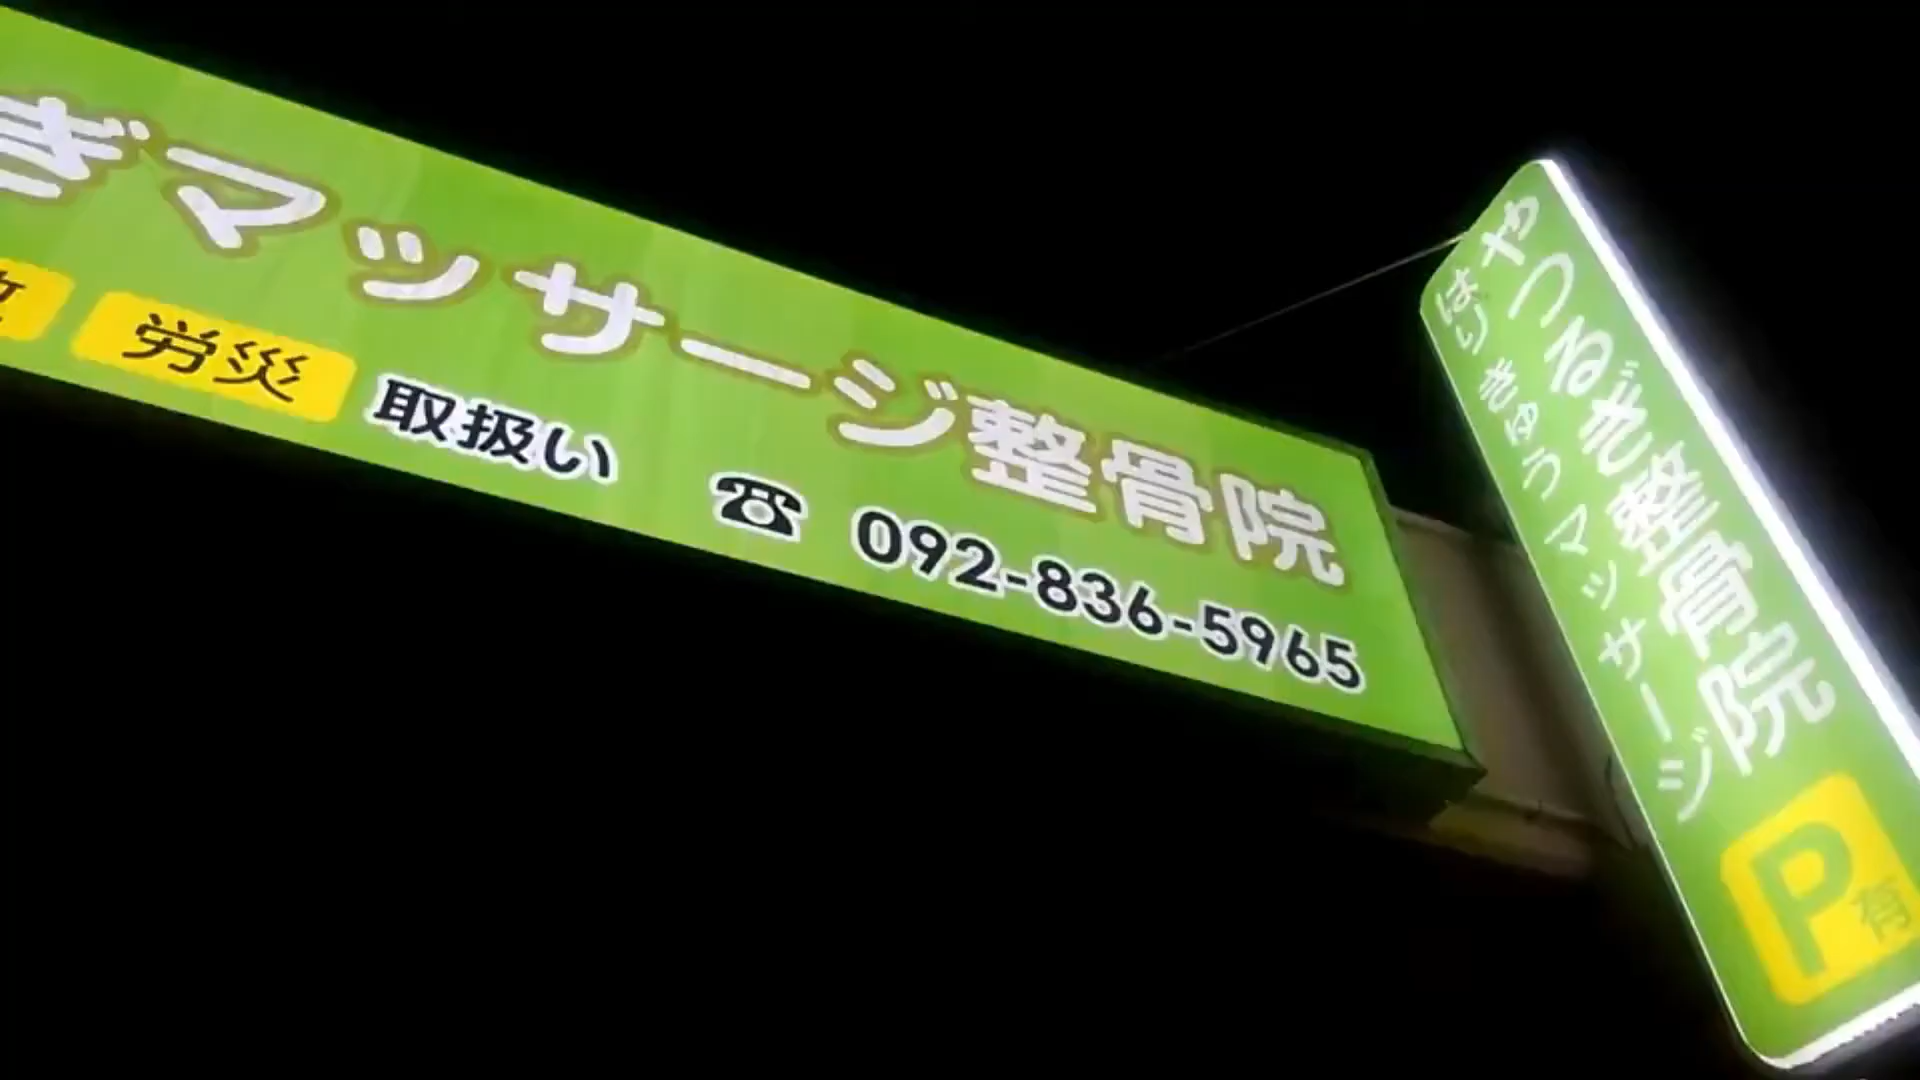 ぎマッサージ整骨院
労災 取扱い ☎ 092-836-5965
やつるぎ整骨院
はりきゅうマッサージ
P有